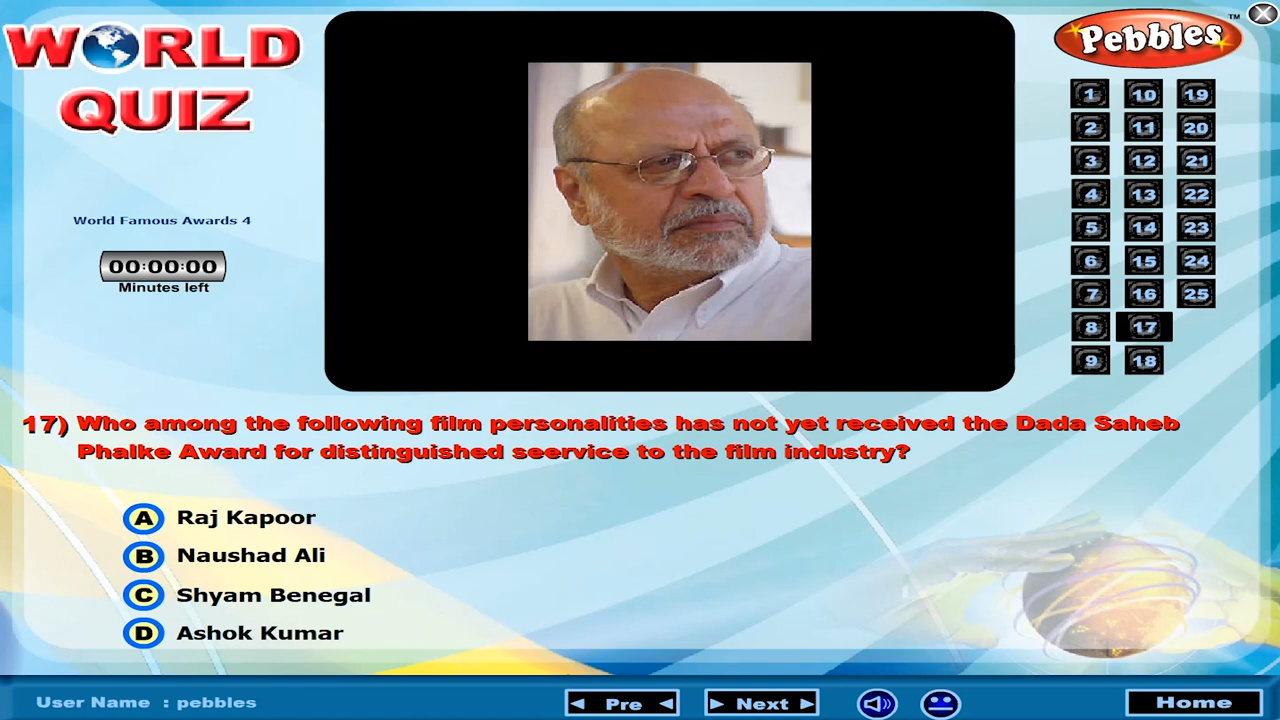 WORLD
QUIZ
Pebbles™
World Famous Awards 4
00:00:00
Minutes left
1 10 19
2 11 20
3 12 21
4 13 22
5 14 23
6 15 24
7 16 25
8 17
9 18
17) Who among the following film personalities has not yet received the Dada Saheb
Phalke Award for distinguished seervice to the film industry?
A Raj Kapoor
B Naushad Ali
C Shyam Benegal
D Ashok Kumar
User Name : pebbles
Pre
Next
Home